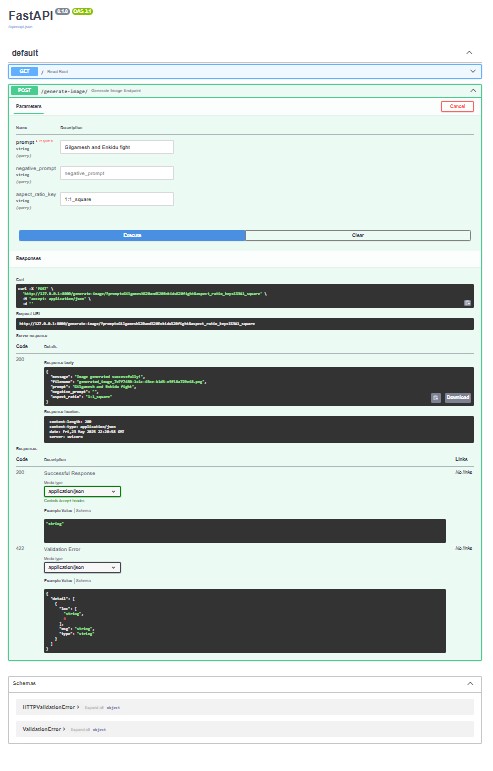 FastAPI 0.1.0 OAS 3.1
/openapi.json
default
GET / Read Root
POST /generate-image/ Generate Image Endpoint
Parameters
Cancel
Name Description
prompt * required
string
(query)
Gilgamesh and Enkidu fight
negative_prompt
string
(query)
negative_prompt
aspect_ratio_key
string
(query)
1:1_square
Execute
Clear
Responses
Curl
curl -X 'POST' \
'http://127.0.0.1:8000/generate-image/?prompt=Gilgamesh%20and%20Enkidu%20fight&aspect_ratio_key=1%3A1_square' \
-H 'accept: application/json' \
-d ''
Request URL
http://127.0.0.1:8000/generate-image/?prompt=Gilgamesh%20and%20Enkidu%20fight&aspect_ratio_key=1%3A1_square
Server response
Code Details
200
Response body
{
"message": "Image generated successfully!",
"filename":
"prompt": "Gilgamesh and Enkidu fight",
"negative_prompt": "",
"aspect_ratio": "1:1_square"
}
Download
Response headers
content-length: 206
content-type: application/json
date: Fri,23 May 2025
server: uvicorn
Responses
Code Description Links
200
Successful Response
No links
Media type
application/json
Controls Accept header.
Example Value | Schema
"string"
422
Validation Error
No links
Media type
application/json
Example Value | Schema
{
"detail": [
{
"loc": [
"string",
0
],
"msg": "string",
"type": "string"
}
]
}
Schemas
HTTPValidationError > Expand all object
ValidationError > Expand all object